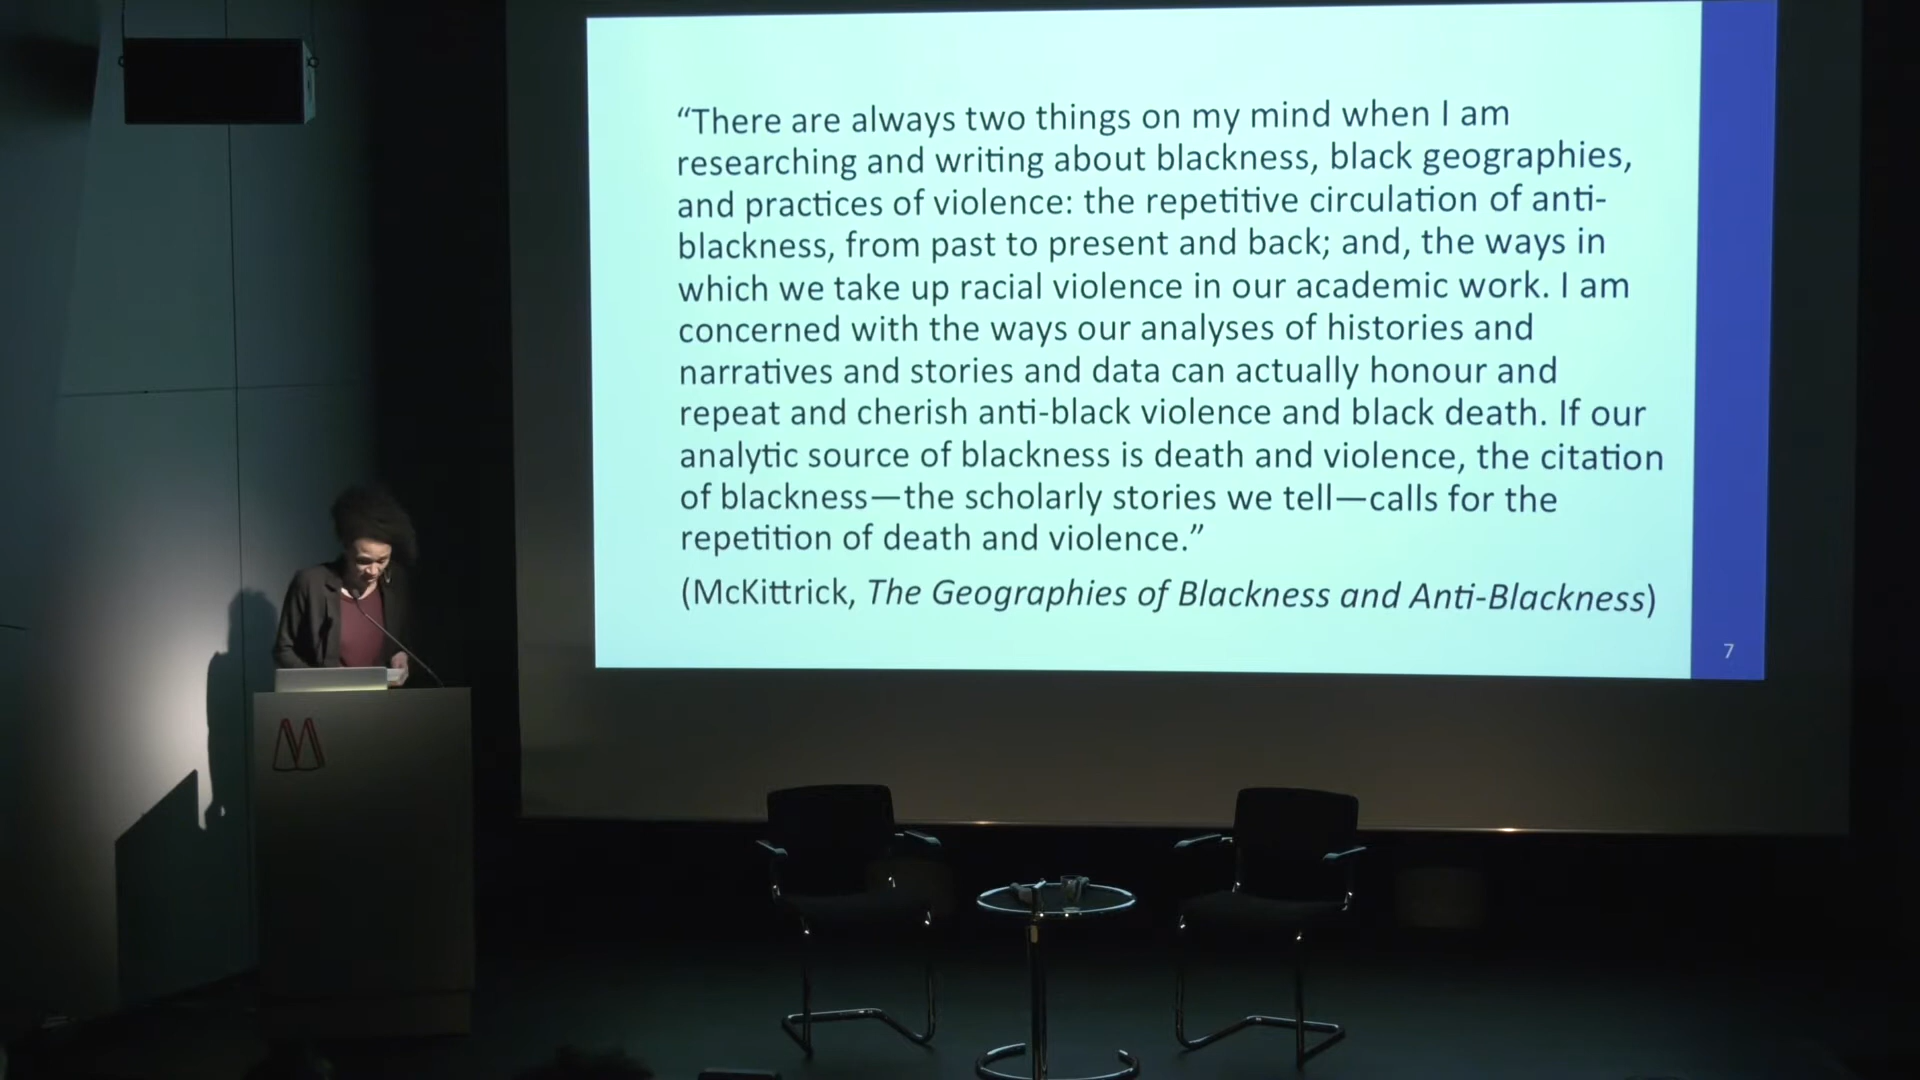 “There are always two things on my mind when I am
researching and writing about blackness, black geographies,
and practices of violence: the repetitive circulation of anti-
blackness, from past to present and back; and, the ways in
which we take up racial violence in our academic work. I am
concerned with the ways our analyses of histories and
narratives and stories and data can actually honour and
repeat and cherish anti-black violence and black death. If our
analytic source of blackness is death and violence, the citation
of blackness—the scholarly stories we tell—calls for the
repetition of death and violence.”
(McKittrick, The Geographies of Blackness and Anti-Blackness)
7
M